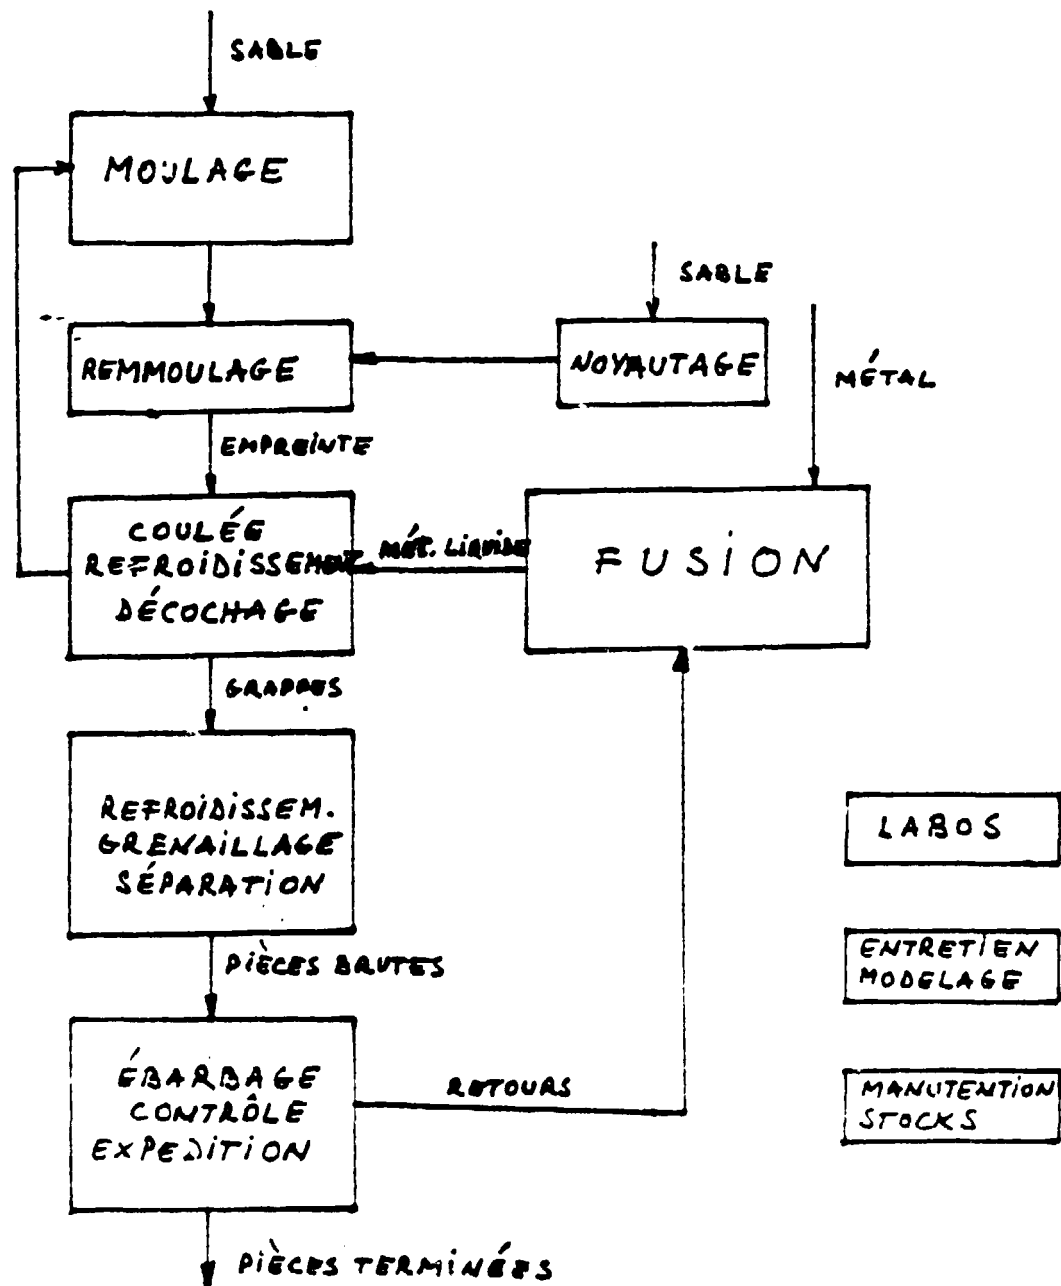 SABLE
MOULAGE
SABLE
REMMOULAGE
NOYAUTAGE
MÉTAL
EMPREINTE
COULÉE
REFROIDISSEMENT
DÉCOCHAGE
MÉT. LIQUIDE
FUSION
GRAPPES
REFROIDISSEM.
GRENAILLAGE
SÉPARATION
LABOS
PIÈCES BRUTES
ENTRETIEN
MODELAGE
ÉBARBAGE
CONTRÔLE
EXPEDITION
RETOURS
MANUTENTION
STOCKS
PIÈCES TERMINÉES